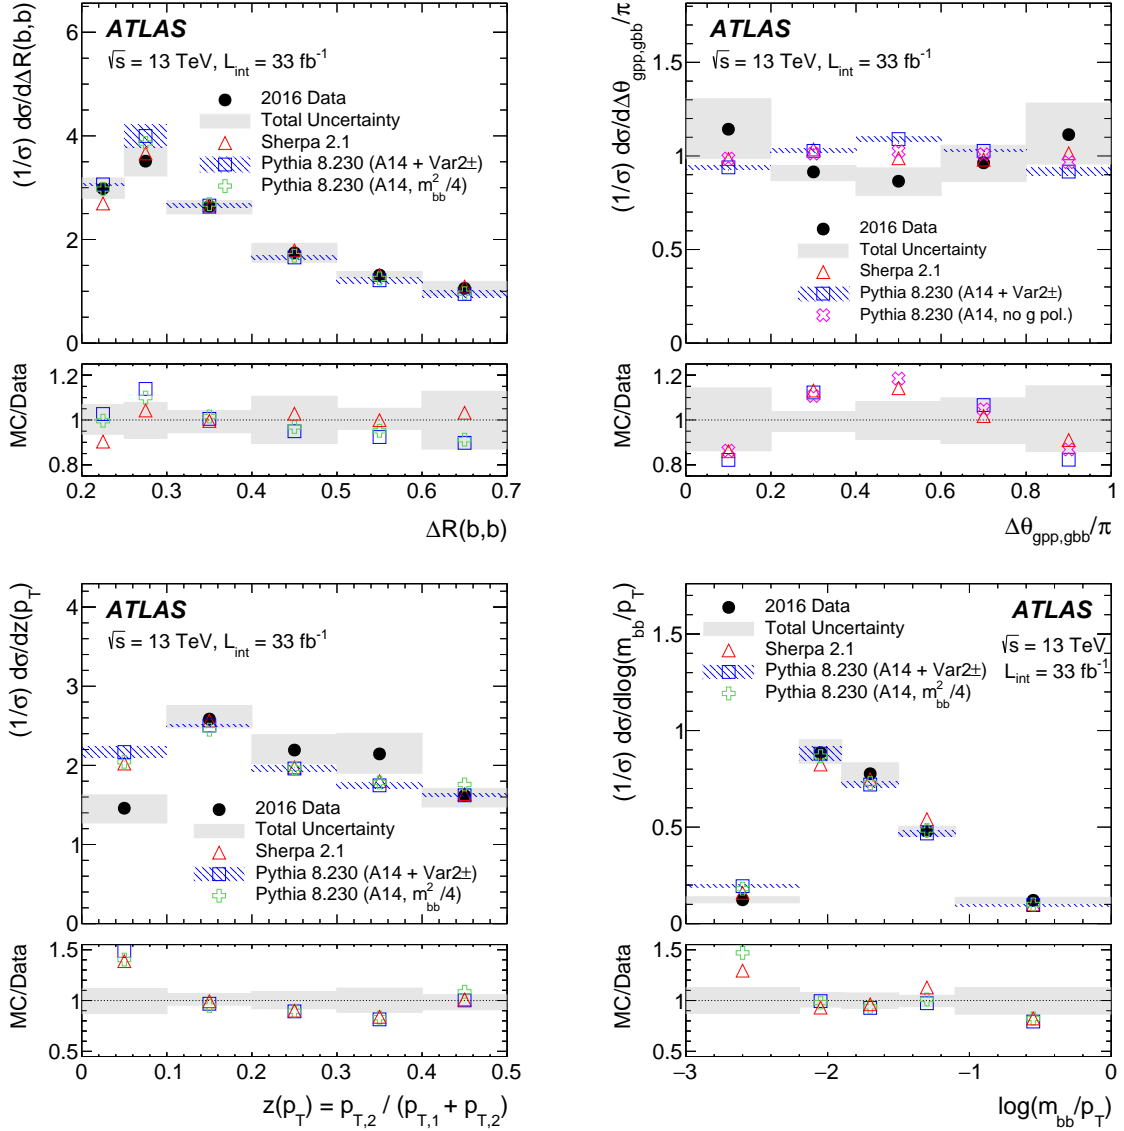 ATLAS
√s = 13 TeV, L_int = 33 fb⁻¹
2016 Data
Total Uncertainty
Sherpa 2.1
Pythia 8.230 (A14 + Var2±)
Pythia 8.230 (A14, m²_bb/4)
(1/σ) dσ/dΔR(b,b)
6
4
2
0
MC/Data
1.2
1
0.8
0.2 0.3 0.4 0.5 0.6 0.7
ΔR(b,b)
ATLAS
√s = 13 TeV, L_int = 33 fb⁻¹
2016 Data
Total Uncertainty
Sherpa 2.1
Pythia 8.230 (A14 + Var2±)
Pythia 8.230 (A14, no g pol.)
(1/σ) dσ/dΔθ_gpp,gbb/π
1.5
1
0.5
0
MC/Data
1.2
1
0.8
0 0.2 0.4 0.6 0.8 1
Δθ_gpp,gbb/π
ATLAS
√s = 13 TeV, L_int = 33 fb⁻¹
2016 Data
Total Uncertainty
Sherpa 2.1
Pythia 8.230 (A14 + Var2±)
Pythia 8.230 (A14, m²_bb/4)
(1/σ) dσ/dz(p_T)
4
2
0
MC/Data
1.5
1
0.5
0 0.1 0.2 0.3 0.4 0.5
z(p_T) = p_T,2 / (p_T,1 + p_T,2)
2016 Data
Total Uncertainty
Sherpa 2.1
Pythia 8.230 (A14 + Var2±)
Pythia 8.230 (A14, m²_bb/4)
ATLAS
√s = 13 TeV
L_int = 33 fb⁻¹
(1/σ) dσ/dlog(m_bb/p_T)
1.5
1
0.5
0
MC/Data
1.5
1
0.5
−3 −2 −1 0
log(m_bb/p_T)